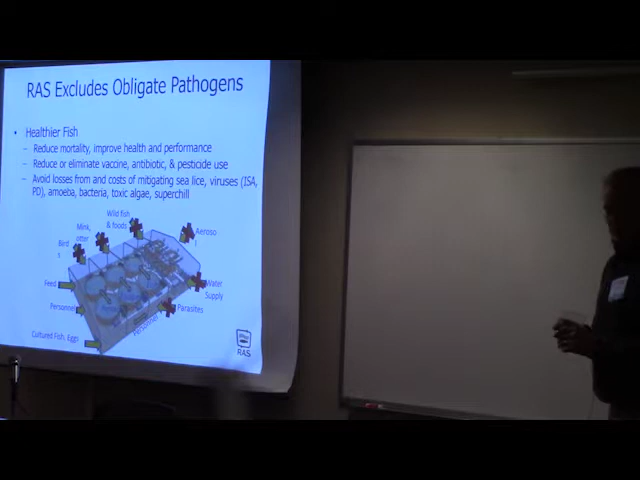 RAS Excludes Obligate Pathogens
• Healthier Fish
– Reduce mortality, improve health and performance
– Reduce or eliminate vaccine, antibiotic, & pesticide use
– Avoid losses from and costs of mitigating sea lice, viruses (ISA,
PD), amoeba, bacteria, toxic algae, superchill
Wild fish
& foods
Mink,
otter
Aeroso
l
Bird
s
Feed
Water
Supply
Personnel
Parasites
Personnel
Cultured Fish, Eggs
RAS